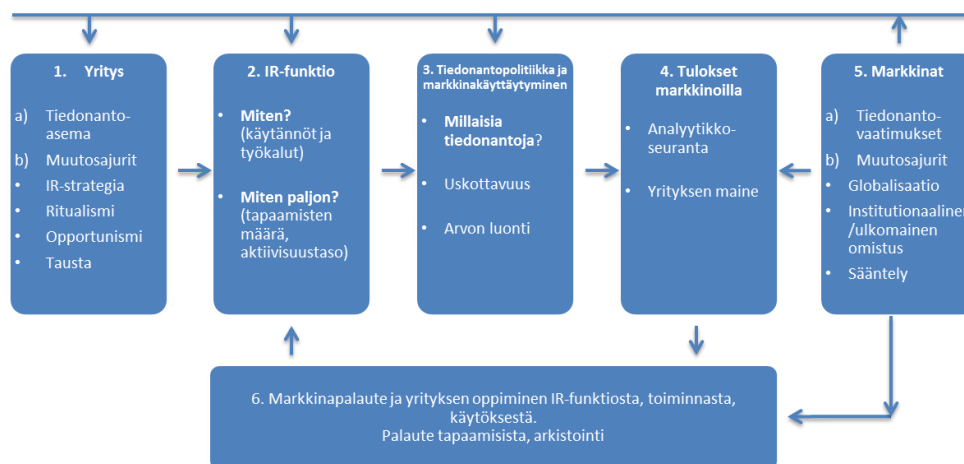 1. Yritys
a) Tiedonanto-
asema
b) Muutosajurit
• IR-strategia
• Ritualismi
• Opportunismi
• Tausta
2. IR-funktio
• Miten?
(käytännöt ja
työkalut)
• Miten paljon?
(tapaamisten
määrä,
aktiivisuustaso)
3. Tiedonantopolitiikka ja
markkinakäyttäytyminen
• Millaisia
tiedonantoja?
• Uskottavuus
• Arvon luonti
4. Tulokset
markkinoilla
• Analyytikko-
seuranta
• Yrityksen maine
5. Markkinat
a) Tiedonanto-
vaatimukset
b) Muutosajurit
• Globalisaatio
• Institutionaalinen
/ulkomainen
omistus
• Sääntely
6. Markkinapalaute ja yrityksen oppiminen IR-funktiosta, toiminnasta,
käytöksestä.
Palaute tapaamisista, arkistointi